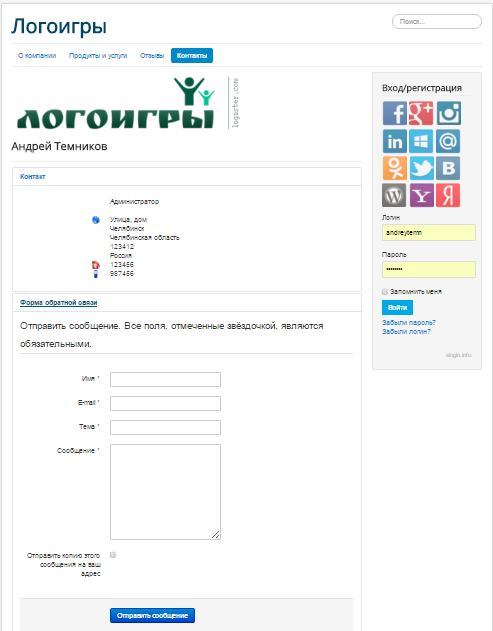 Логоигры
Поиск...
О компании
Продукты и услуги
Отзывы
Контакты
ЛОГОИГРЫ
logaster.com
Андрей Темников
Контакт
Администратор
Улица, дом
Челябинск
Челябинская область
123412
Россия
123456
987456
Форма обратной связи
Отправить сообщение. Все поля, отмеченные звёздочкой, являются
обязательными.
Имя *
E-mail *
Тема *
Сообщение *
Отправить копию этого
сообщения на ваш
адрес
Отправить сообщение
Вход/регистрация
Логин
andreytemn
Пароль
Запомнить меня
Войти
Забыли пароль?
Забыли логин?